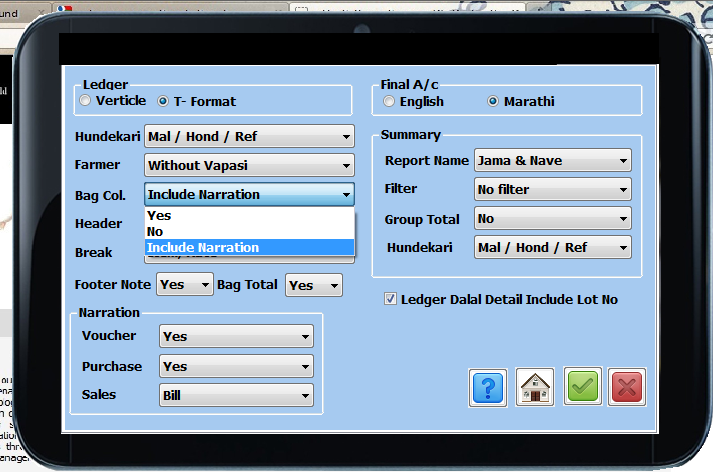 Ledger
Verticle
T- Format
Hundekari
Mal / Hond / Ref
Farmer
Without Vapasi
Bag Col.
Include Narration
Yes
No
Include Narration
Header
Break
Footer Note
Yes
Bag Total
Yes
Narration
Voucher
Yes
Purchase
Yes
Sales
Bill
Final A/c
English
Marathi
Summary
Report Name
Jama & Nave
Filter
No filter
Group Total
No
Hundekari
Mal / Hond / Ref
Ledger Dalal Detail Include Lot No
?